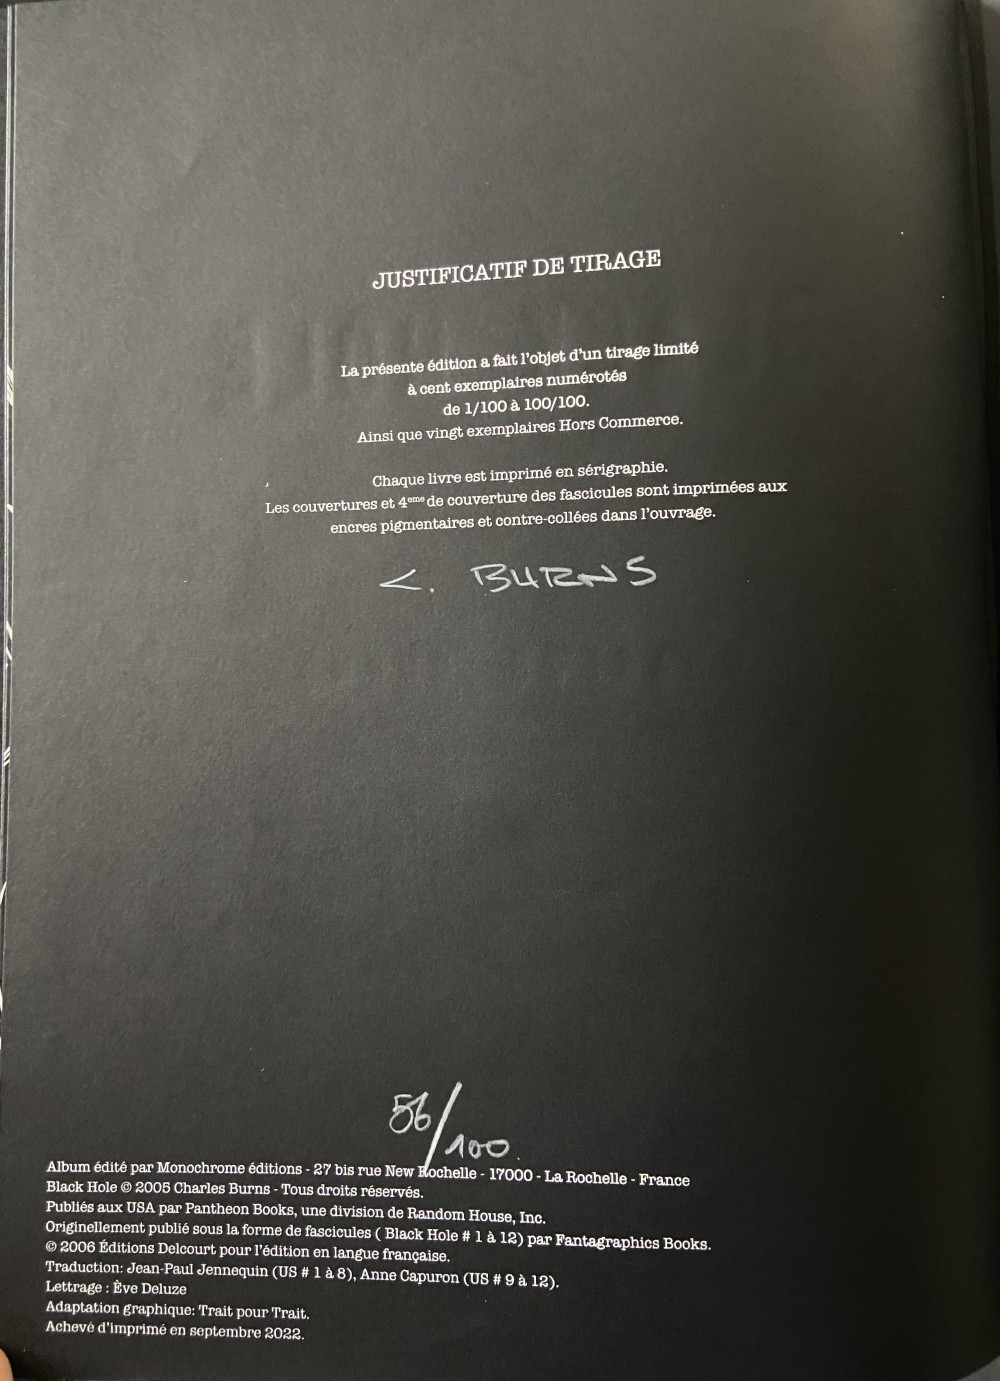 JUSTIFICATIF DE TIRAGE
La présente édition a fait l'objet d'un tirage limité
à cent exemplaires numérotés
de 1/100 à 100/100.
Ainsi que vingt exemplaires Hors Commerce.
Chaque livre est imprimé en sérigraphie.
Les couvertures et 4eme de couverture des fascicules sont imprimées aux
encres pigmentaires et contre-collées dans l'ouvrage.
C. BURNS
56/100
Album édité par Monochrome éditions - 27 bis rue New Rochelle - 17000 - La Rochelle - France
Black Hole © 2005 Charles Burns - Tous droits réservés.
Publiés aux USA par Pantheon Books, une division de Random House, Inc.
Originellement publié sous la forme de fascicules ( Black Hole # 1 à 12) par Fantagraphics Books.
© 2006 Éditions Delcourt pour l'édition en langue française.
Traduction: Jean-Paul Jennequin (US # 1 à 8), Anne Capuron (US # 9 à 12).
Lettrage : Ève Deluze
Adaptation graphique: Trait pour Trait.
Achevé d'imprimé en septembre 2022.